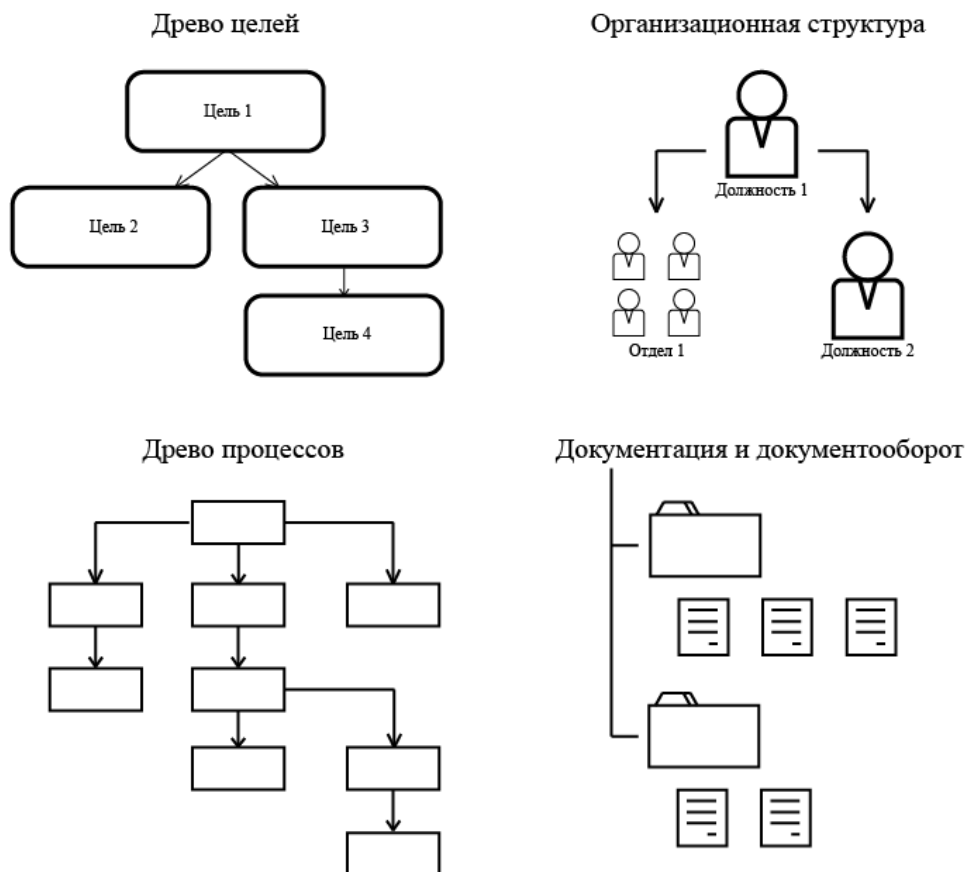 Древо целей
Цель 1
Цель 2
Цель 3
Цель 4
Организационная структура
Должность 1
Отдел 1
Должность 2
Древо процессов
Документация и документооборот